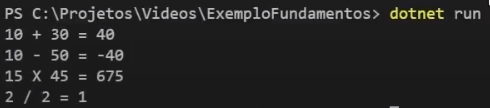 PS C:\Projetos\Videos\ExemploFundamentos> dotnet run
10 + 30 = 40
10 - 50 = -40
15 X 45 = 675
2 / 2 = 1